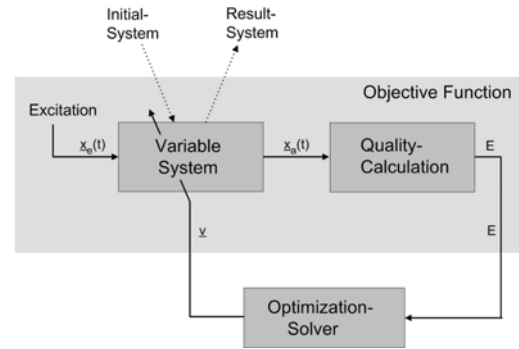 Initial-
System
Result-
System
Objective Function
Excitation
x_e(t)
Variable
System
x_a(t)
Quality-
Calculation
E
v
E
Optimization-
Solver